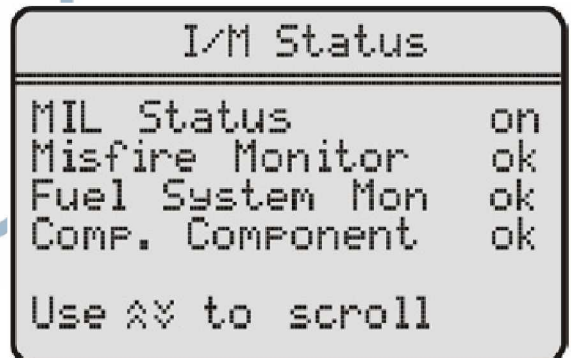 I/M Status
MIL Status on
Misfire Monitor ok
Fuel System Mon ok
Comp. Component ok
Use ︽︾ to scroll